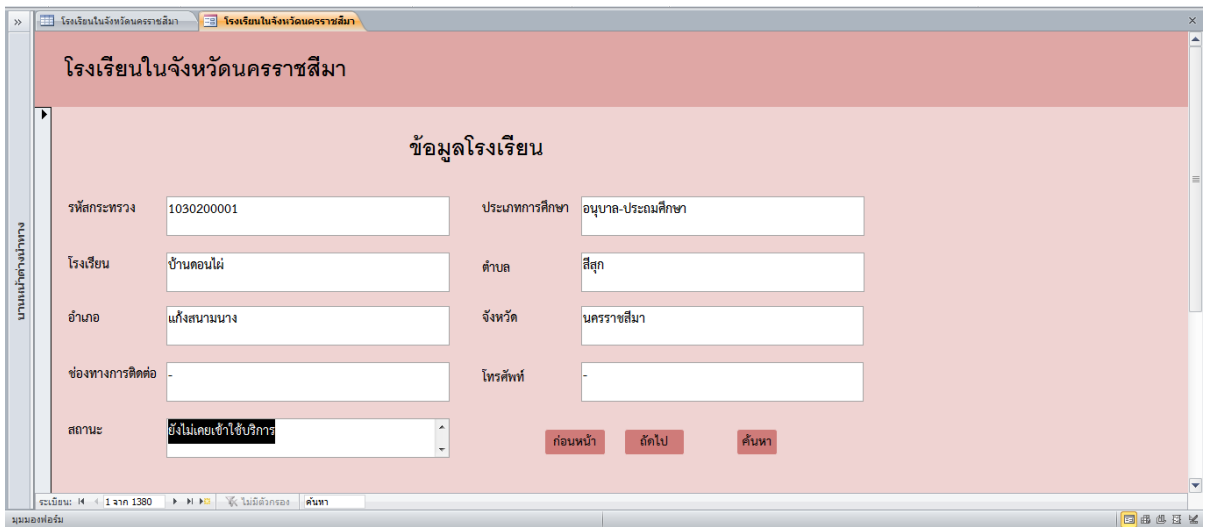 » โรงเรียนในจังหวัดนครราชสีมา โรงเรียนในจังหวัดนครราชสีมา ×
โรงเรียนในจังหวัดนครราชสีมา
ข้อมูลโรงเรียน
รหัสกระทรวง 1030200001 ประเภทการศึกษา อนุบาล-ประถมศึกษา
โรงเรียน บ้านดอนไผ่ ตำบล สีสุก
อำเภอ แก้งสนามนาง จังหวัด นครราชสีมา
ช่องทางการติดต่อ - โทรศัพท์ -
สถานะ ยังไม่เคยเข้าใช้บริการ ก่อนหน้า ถัดไป ค้นหา
บานหน้าต่างนำทาง
ระเบียน: 1 จาก 1380 ไม่มีตัวกรอง ค้นหา
มุมมองฟอร์ม